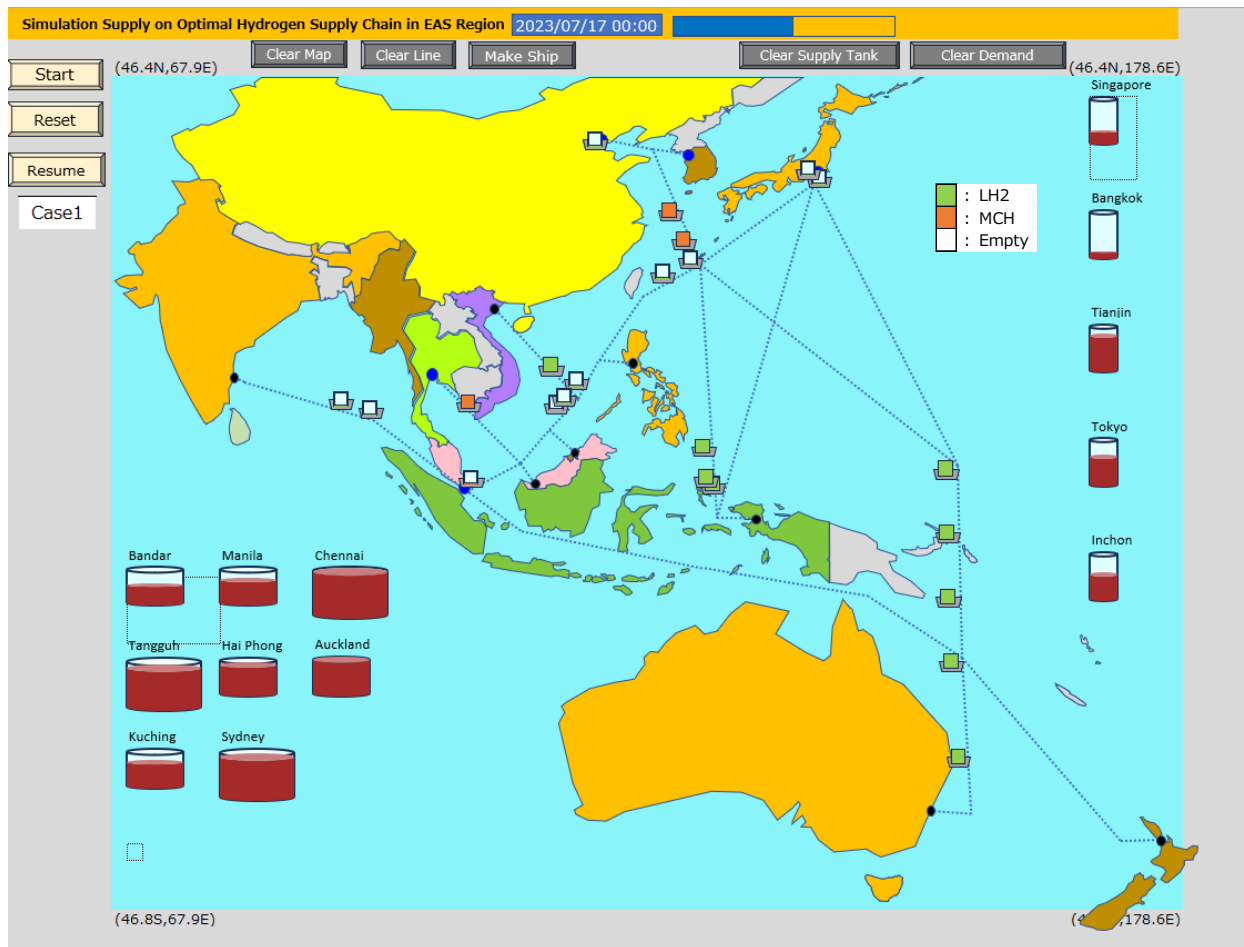 Simulation Supply on Optimal Hydrogen Supply Chain in EAS Region 2023/07/17 00:00
Clear Map Clear Line Make Ship Clear Supply Tank Clear Demand
Start
(46.4N,67.9E) (46.4N,178.6E)
Reset
Resume
Case1
Singapore
: LH2
: MCH
: Empty
Bangkok
Tianjin
Tokyo
Inchon
Bandar Manila Chennai
Tangguh Hai Phong Auckland
Kuching Sydney
(46.8S,67.9E) (4 ,178.6E)